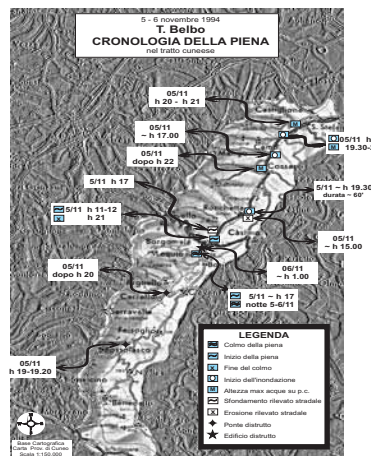 5 - 6 novembre 1994
T. Belbo
CRONOLOGIA DELLA PIENA
nel tratto cuneese
05/11
h 20 - h 21
Castiglione
05/11
~ h 17.00
05/11 h
19.30-
05/11
dopo h 22
Cossano
5/11 h 17
5/11 ~ h 19.30
durata ~ 60'
5/11 h 11-12
h 21
Castino
05/11
~ h 15.00
06/11
~ h 1.00
05/11
dopo h 20
5/11 ~ h 17
notte 5-6/11
05/11
h 19-19.20
LEGENDA
Colmo della piena
Inizio della piena
Fine del colmo
Inizio dell'inondazione
M Altezza max acque su p.c.
Sfondamento rilevato stradale
Erosione rilevato stradale
Ponte distrutto
Edificio distrutto
Base Cartografica
Carta Prov. di Cuneo
Scala 1:150.000